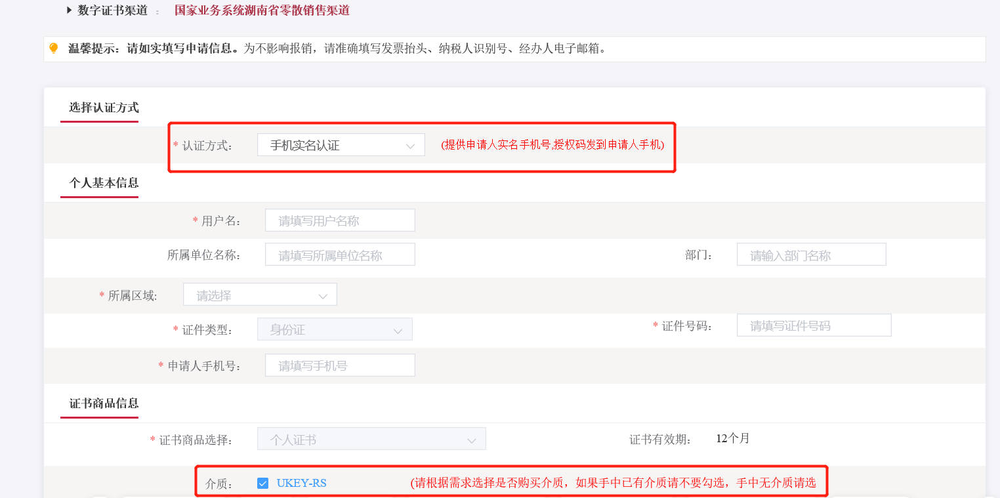 数字证书渠道 : 国家业务系统湖南省零散销售渠道
温馨提示：请如实填写申请信息。为不影响报销，请准确填写发票抬头、纳税人识别号、经办人电子邮箱。
选择认证方式
* 认证方式: 手机实名认证 (提供申请人实名手机号,授权码发到申请人手机)
个人基本信息
* 用户名: 请填写用户名称
所属单位名称: 请填写所属单位名称 部门: 请输入部门名称
* 所属区域: 请选择
* 证件类型: 身份证 * 证件号码: 请填写证件号码
* 申请人手机号: 请填写手机号
证书商品信息
* 证书商品选择: 个人证书 证书有效期: 12个月
介质: UKEY-RS (请根据需求选择是否购买介质，如果手中已有介质请不要勾选，手中无介质请选